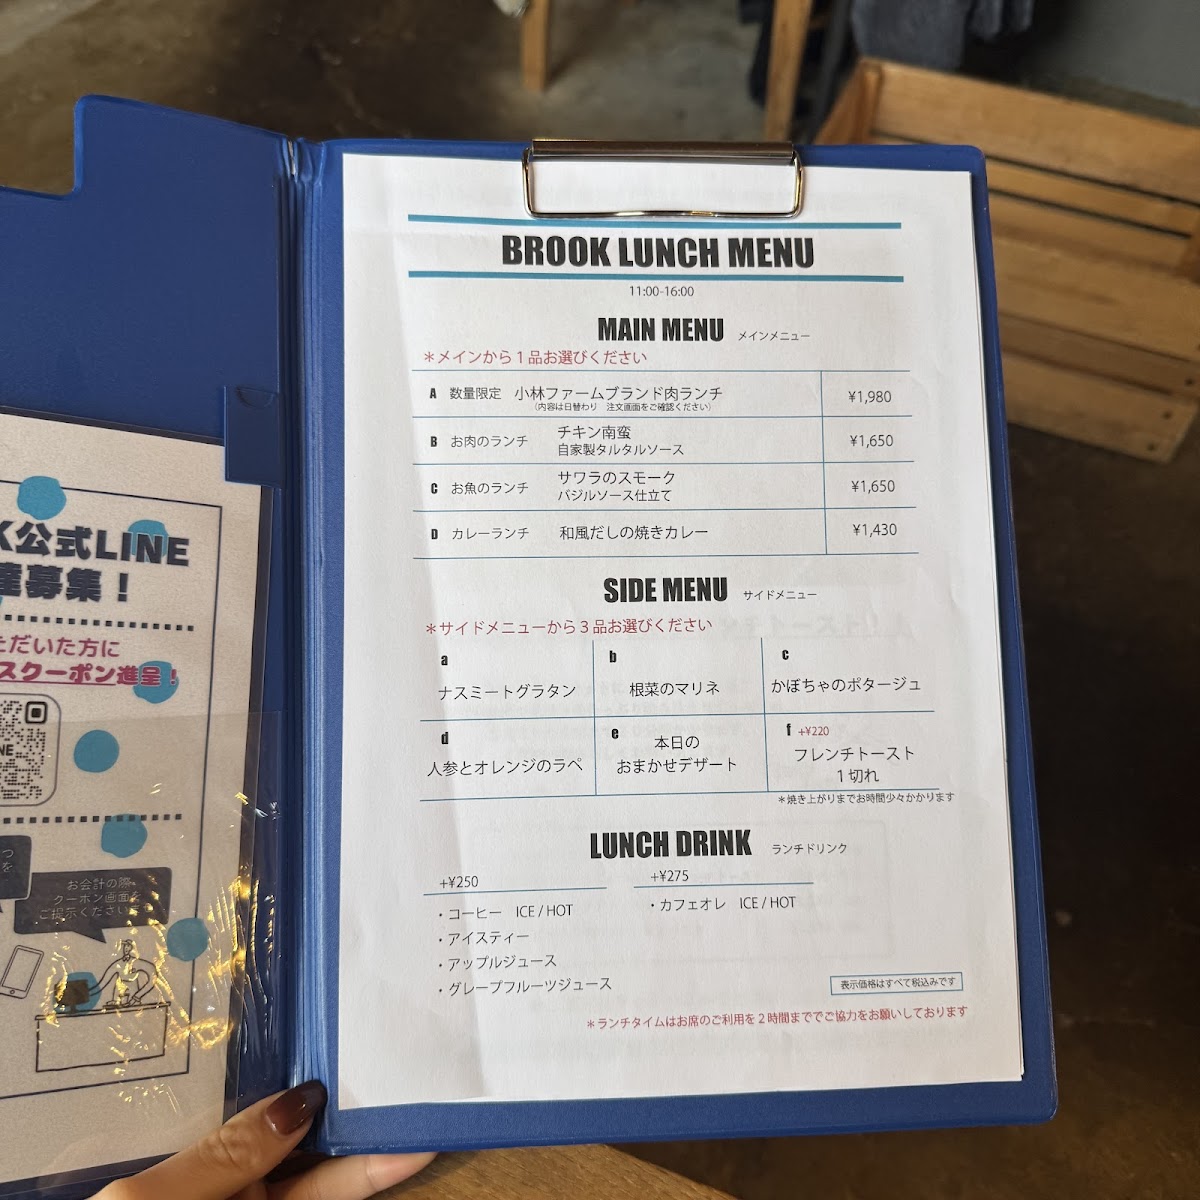 BROOK LUNCH MENU
11:00-16:00
MAIN MENU メインメニュー
＊メインから１品お選びください
A 数量限定 小林ファームブランド肉ランチ ¥1,980
（内容は日替わり 注文画面をご確認ください）
B お肉のランチ チキン南蛮 ¥1,650
自家製タルタルソース
C お魚のランチ サワラのスモーク ¥1,650
バジルソース仕立て
D カレーランチ 和風だしの焼きカレー ¥1,430
SIDE MENU サイドメニュー
＊サイドメニューから３品お選びください
a
ナスミートグラタン
b
根菜のマリネ
c
かぼちゃのポタージュ
d
人参とオレンジのラペ
e
本日の
おまかせデザート
f +¥220
フレンチトースト
１切れ
＊焼き上がりまでお時間少々かかります
LUNCH DRINK ランチドリンク
+¥250
・コーヒー ICE / HOT
・アイスティー
・アップルジュース
・グレープフルーツジュース
+¥275
・カフェオレ ICE / HOT
表示価格はすべて税込みです
＊ランチタイムはお席のご利用を２時間まででご協力をお願いしております
K公式LINE
募集！
ただいた方に
スクーポン進呈！
お会計の際
クーポン画面を
ご提示ください